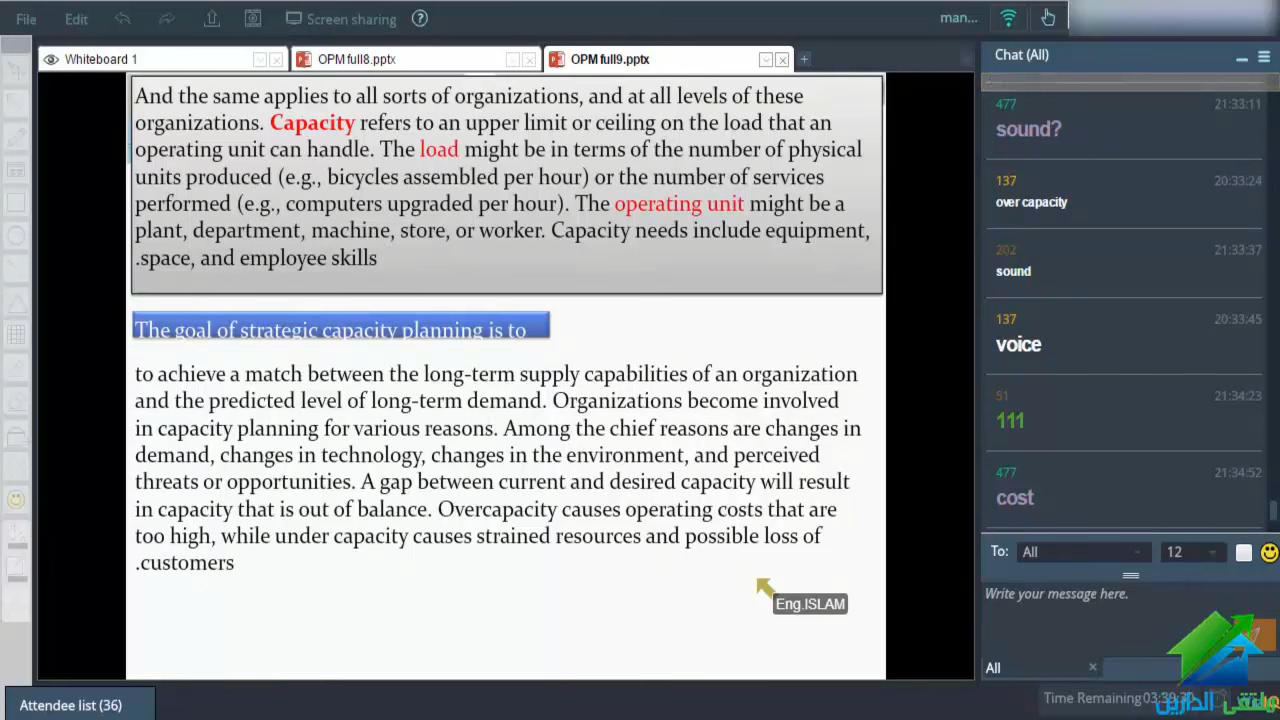 File Edit Screen sharing ? man...
Whiteboard 1 OPM full8.pptx OPM full9.pptx +
And the same applies to all sorts of organizations, and at all levels of these
organizations. Capacity refers to an upper limit or ceiling on the load that an
operating unit can handle. The load might be in terms of the number of physical
units produced (e.g., bicycles assembled per hour) or the number of services
performed (e.g., computers upgraded per hour). The operating unit might be a
plant, department, machine, store, or worker. Capacity needs include equipment,
.space, and employee skills
The goal of strategic capacity planning is to
to achieve a match between the long-term supply capabilities of an organization
and the predicted level of long-term demand. Organizations become involved
in capacity planning for various reasons. Among the chief reasons are changes in
demand, changes in technology, changes in the environment, and perceived
threats or opportunities. A gap between current and desired capacity will result
in capacity that is out of balance. Overcapacity causes operating costs that are
too high, while under capacity causes strained resources and possible loss of
.customers
Eng.ISLAM
Chat (All)
477 21:33:11
sound?
137 20:33:24
over capacity
202 21:33:37
sound
137 20:33:45
voice
51 21:34:23
111
477 21:34:52
cost
To: All 12
Write your message here.
All
Attendee list (36)
Time Remaining 03:39:3
ملتقى الدارين